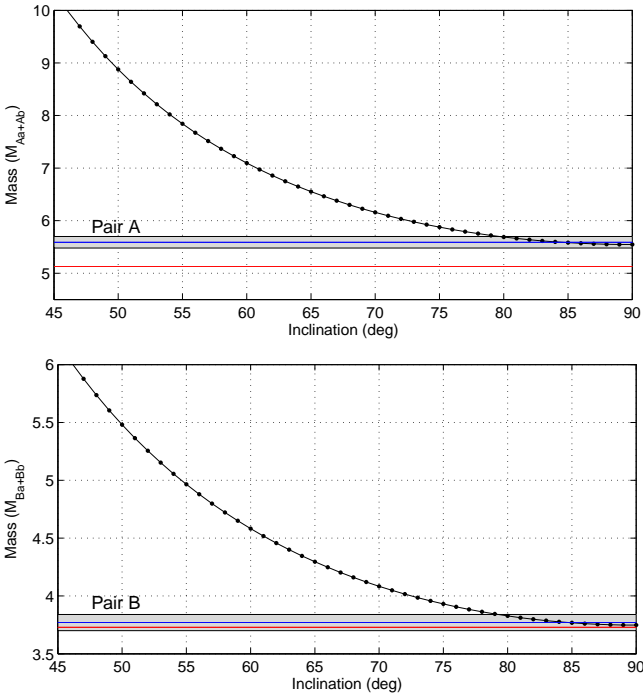 10
9
8
7
6
5
Mass (M_Aa+Ab)
Pair A
45 50 55 60 65 70 75 80 85 90
Inclination (deg)
6
5.5
5
4.5
4
3.5
Mass (M_Ba+Bb)
Pair B
45 50 55 60 65 70 75 80 85 90
Inclination (deg)